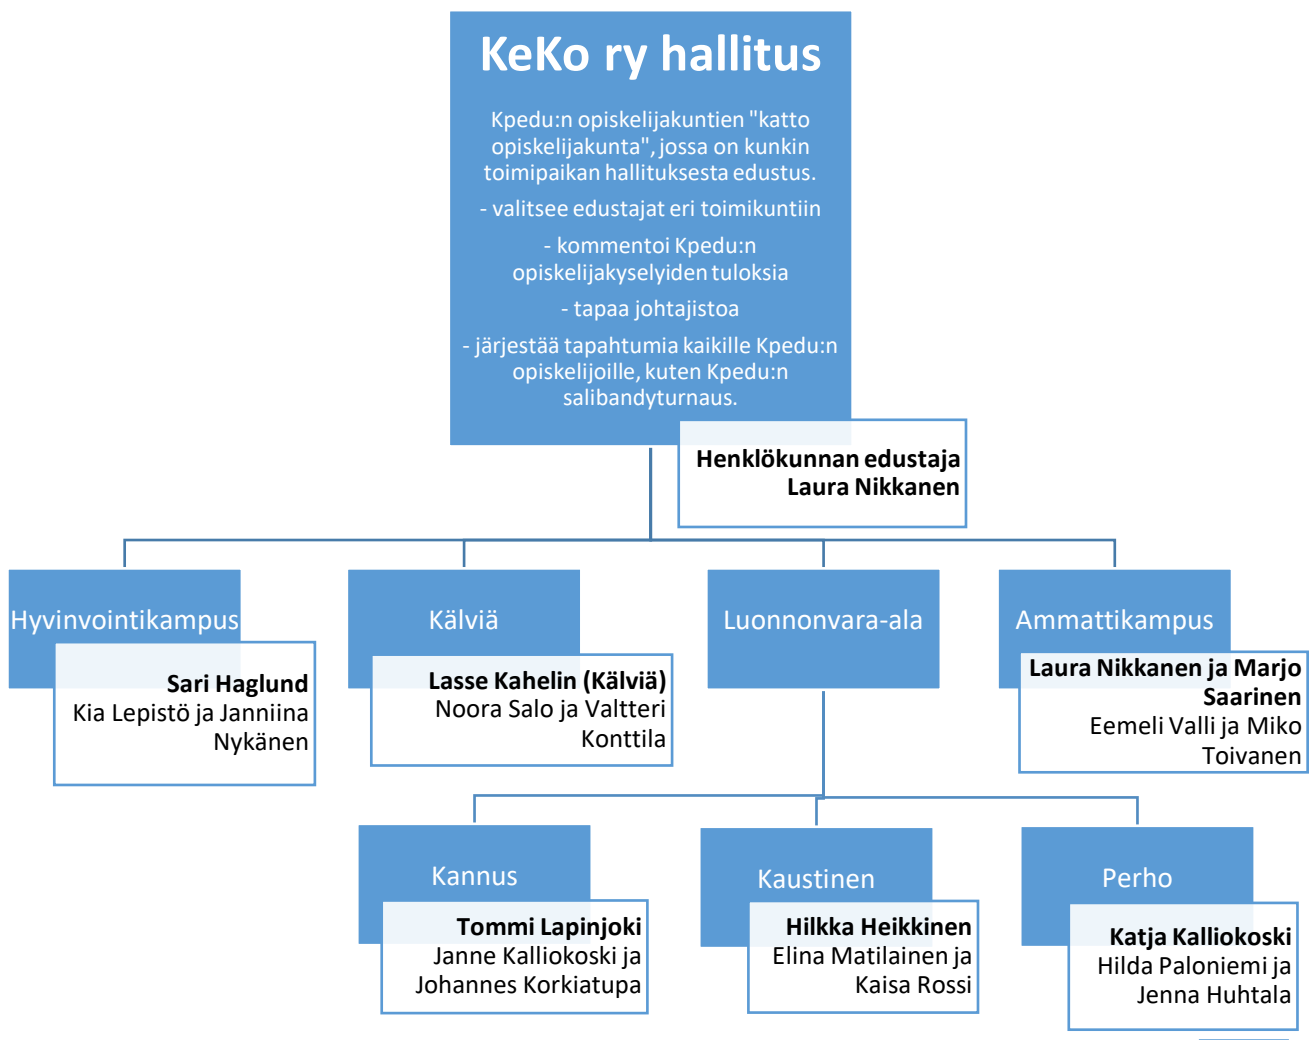 KeKo ry hallitus
Kpedu:n opiskelijakuntien "katto
opiskelijakunta", jossa on kunkin
toimipaikan hallituksesta edustus.
- valitsee edustajat eri toimikuntiin
- kommentoi Kpedu:n
opiskelijakyselyiden tuloksia
- tapaa johtajistoa
- järjestää tapahtumia kaikille Kpedu:n
opiskelijoille, kuten Kpedu:n
salibandyturnaus.
Henklökunnan edustaja
Laura Nikkanen
Hyvinvointikampus
Sari Haglund
Kia Lepistö ja Janniina
Nykänen
Kälviä
Lasse Kahelin (Kälviä)
Noora Salo ja Valtteri
Konttila
Luonnonvara-ala
Ammattikampus
Laura Nikkanen ja Marjo
Saarinen
Eemeli Valli ja Miko
Toivanen
Kannus
Tommi Lapinjoki
Janne Kalliokoski ja
Johannes Korkiatupa
Kaustinen
Hilkka Heikkinen
Elina Matilainen ja
Kaisa Rossi
Perho
Katja Kalliokoski
Hilda Paloniemi ja
Jenna Huhtala